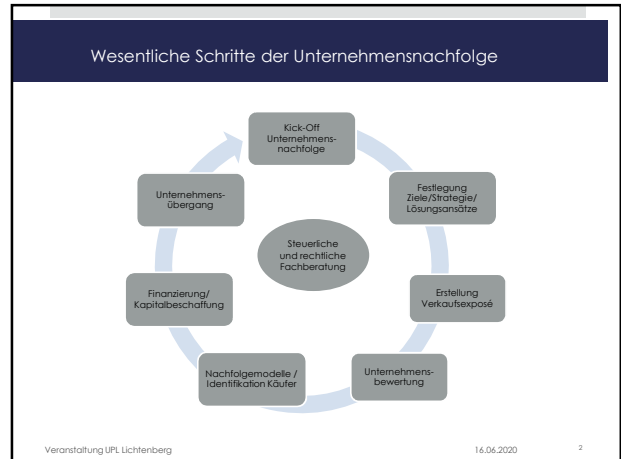 Wesentliche Schritte der Unternehmensnachfolge
Kick-Off
Unternehmens-
nachfolge
Festlegung
Ziele/Strategie/
Lösungsansätze
Erstellung
Verkaufsexposé
Unternehmens-
bewertung
Nachfolgemodelle /
Identifikation Käufer
Finanzierung/
Kapitalbeschaffung
Unternehmens-
übergang
Steuerliche
und rechtliche
Fachberatung
Veranstaltung UPL Lichtenberg 16.06.2020 2